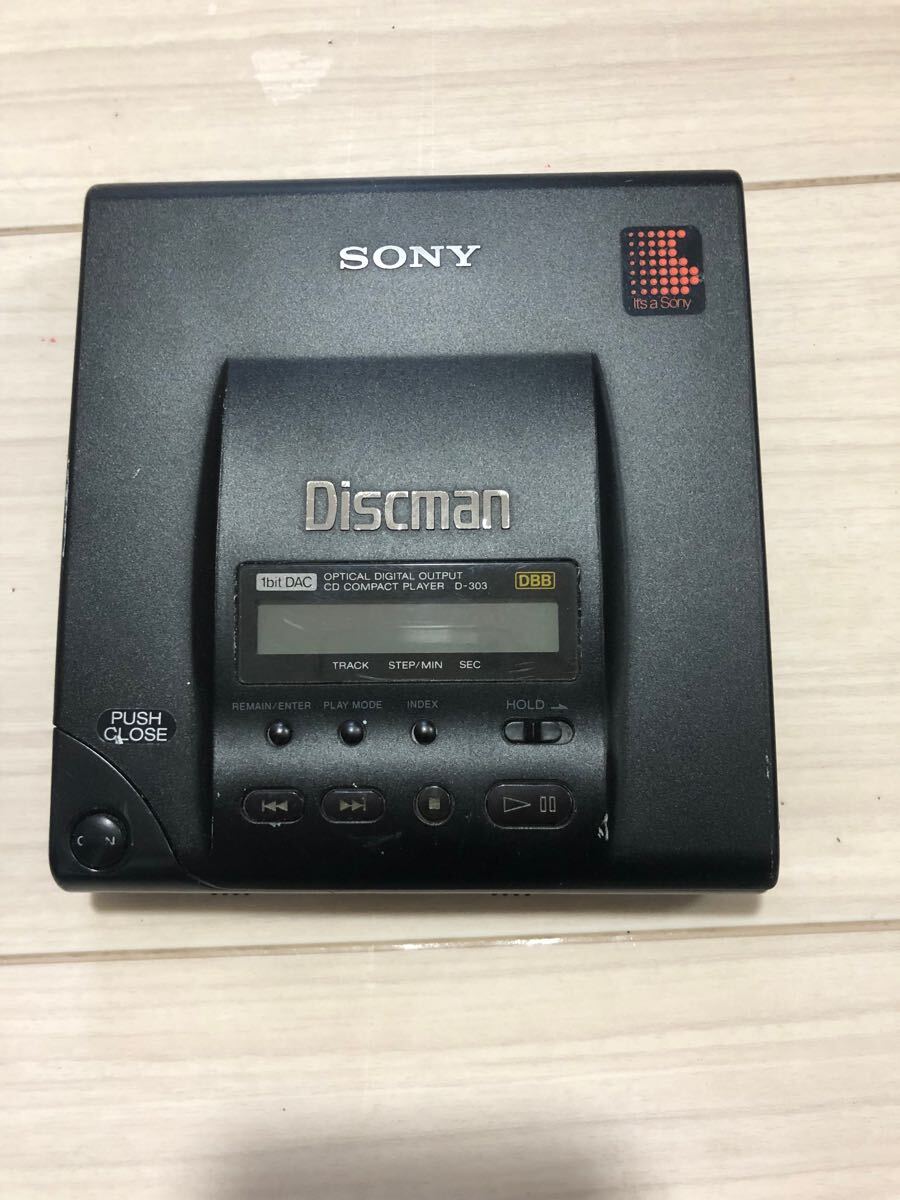 SONY
It's a Sony
Discman
1bit DAC
OPTICAL DIGITAL OUTPUT
CD COMPACT PLAYER D-303
DBB
TRACK STEP/MIN SEC
REMAIN/ENTER PLAY MODE INDEX
HOLD
PUSH
CLOSE